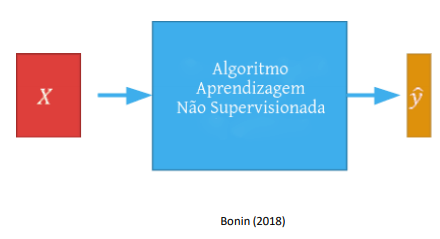 X
Algoritmo
Aprendizagem
Não Supervisionada
ŷ
Bonin (2018)